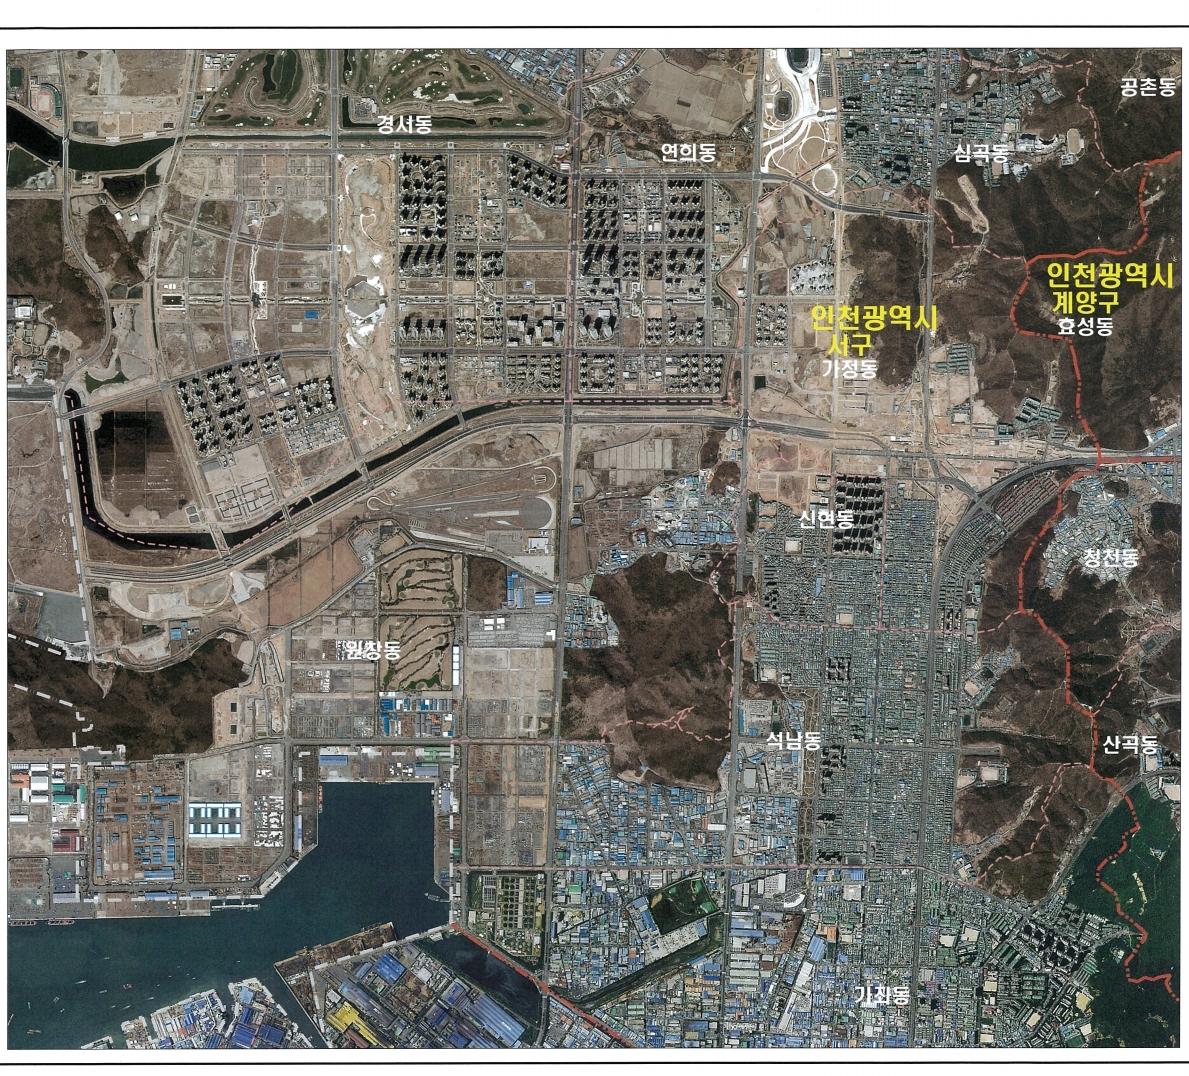 공촌동
경서동
연희동
심곡동
인천광역시
계양구
효성동
인천광역시
서구
가정동
신현동
청천동
원창동
석남동
산곡동
가좌동